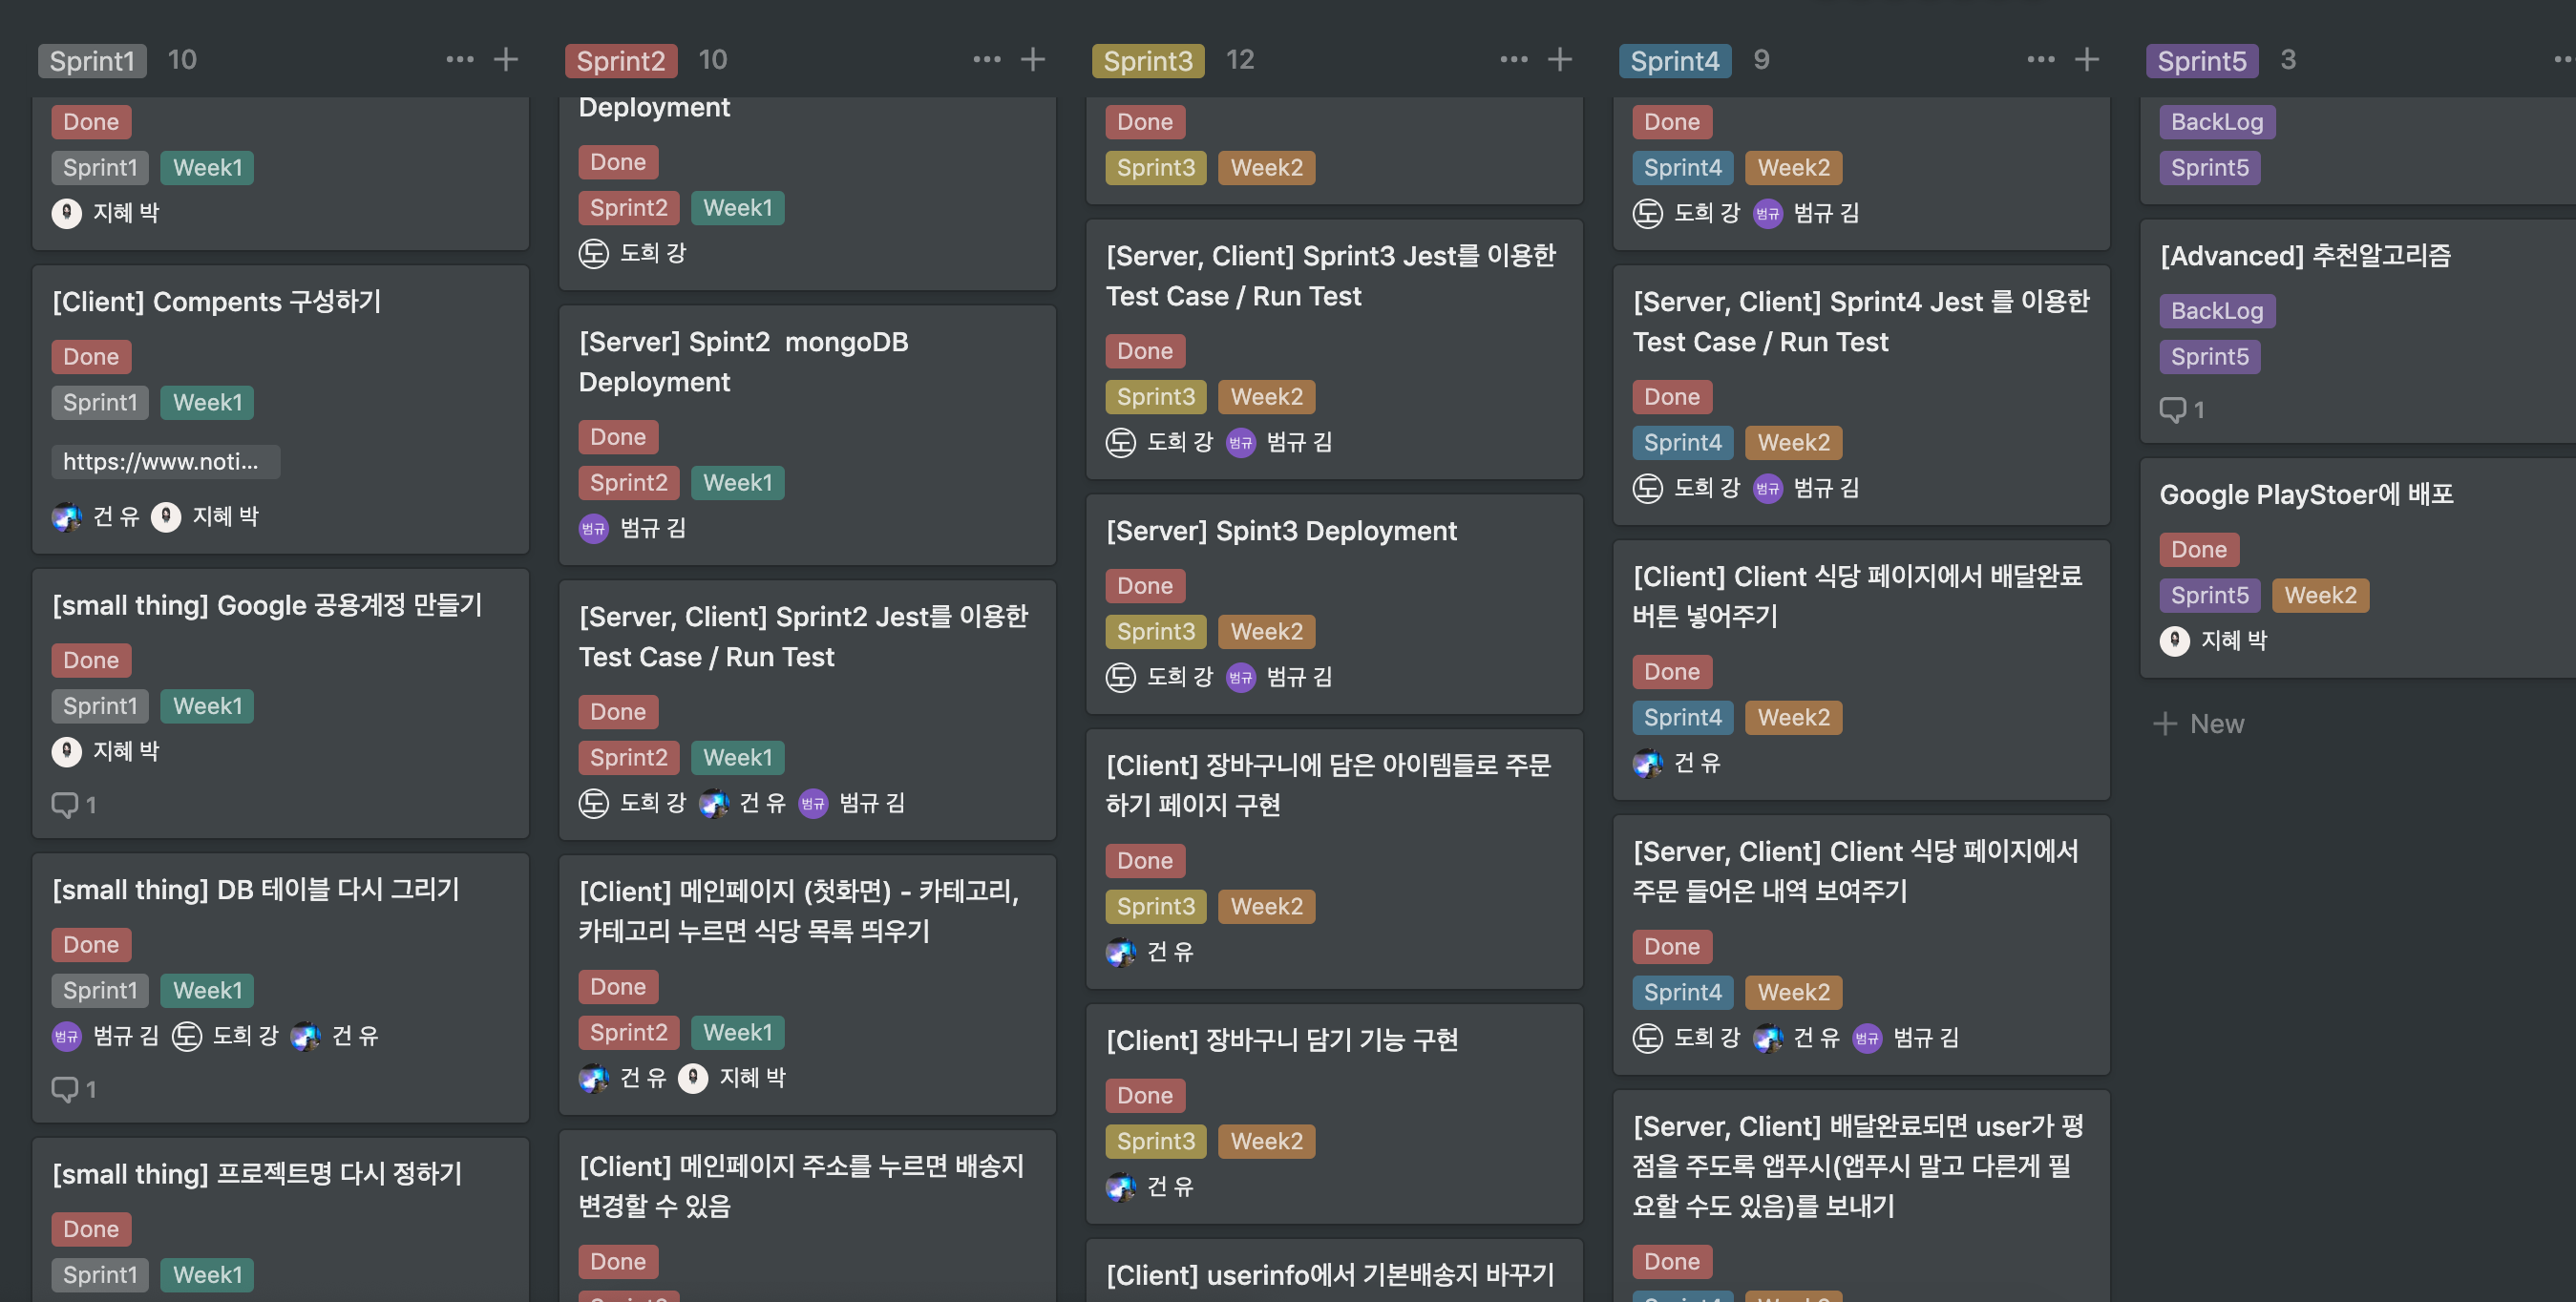 Sprint1 10
Done
Sprint1 Week1
지혜 박
[Client] Compents 구성하기
Done
Sprint1 Week1
https://www.noti...
건 유 지혜 박
[small thing] Google 공용계정 만들기
Done
Sprint1 Week1
지혜 박
1
[small thing] DB 테이블 다시 그리기
Done
Sprint1 Week1
범규 범규 김 도 도희 강 건 유
1
[small thing] 프로젝트명 다시 정하기
Done
Sprint1 Week1
Sprint2 10
Deployment
Done
Sprint2 Week1
도 도희 강
[Server] Spint2 mongoDB
Deployment
Done
Sprint2 Week1
범규 범규 김
[Server, Client] Sprint2 Jest를 이용한
Test Case / Run Test
Done
Sprint2 Week1
도 도희 강 건 유 범규 범규 김
[Client] 메인페이지 (첫화면) - 카테고리,
카테고리 누르면 식당 목록 띄우기
Done
Sprint2 Week1
건 유 지혜 박
[Client] 메인페이지 주소를 누르면 배송지
변경할 수 있음
Done
Sprint2
Sprint3 12
Done
Sprint3 Week2
[Server, Client] Sprint3 Jest를 이용한
Test Case / Run Test
Done
Sprint3 Week2
도 도희 강 범규 범규 김
[Server] Spint3 Deployment
Done
Sprint3 Week2
도 도희 강 범규 범규 김
[Client] 장바구니에 담은 아이템들로 주문
하기 페이지 구현
Done
Sprint3 Week2
건 유
[Client] 장바구니 담기 기능 구현
Done
Sprint3 Week2
건 유
[Client] userinfo에서 기본배송지 바꾸기
Sprint4 9
Done
Sprint4 Week2
도 도희 강 범규 범규 김
[Server, Client] Sprint4 Jest 를 이용한
Test Case / Run Test
Done
Sprint4 Week2
도 도희 강 범규 범규 김
[Client] Client 식당 페이지에서 배달완료
버튼 넣어주기
Done
Sprint4 Week2
건 유
[Server, Client] Client 식당 페이지에서
주문 들어온 내역 보여주기
Done
Sprint4 Week2
도 도희 강 건 유 범규 범규 김
[Server, Client] 배달완료되면 user가 평
점을 주도록 앱푸시(앱푸시 말고 다른게 필
요할 수도 있음)를 보내기
Done
Sprint4 Week2
Sprint5 3
BackLog
Sprint5
[Advanced] 추천알고리즘
BackLog
Sprint5
1
Google PlayStoer에 배포
Done
Sprint5 Week2
지혜 박
New